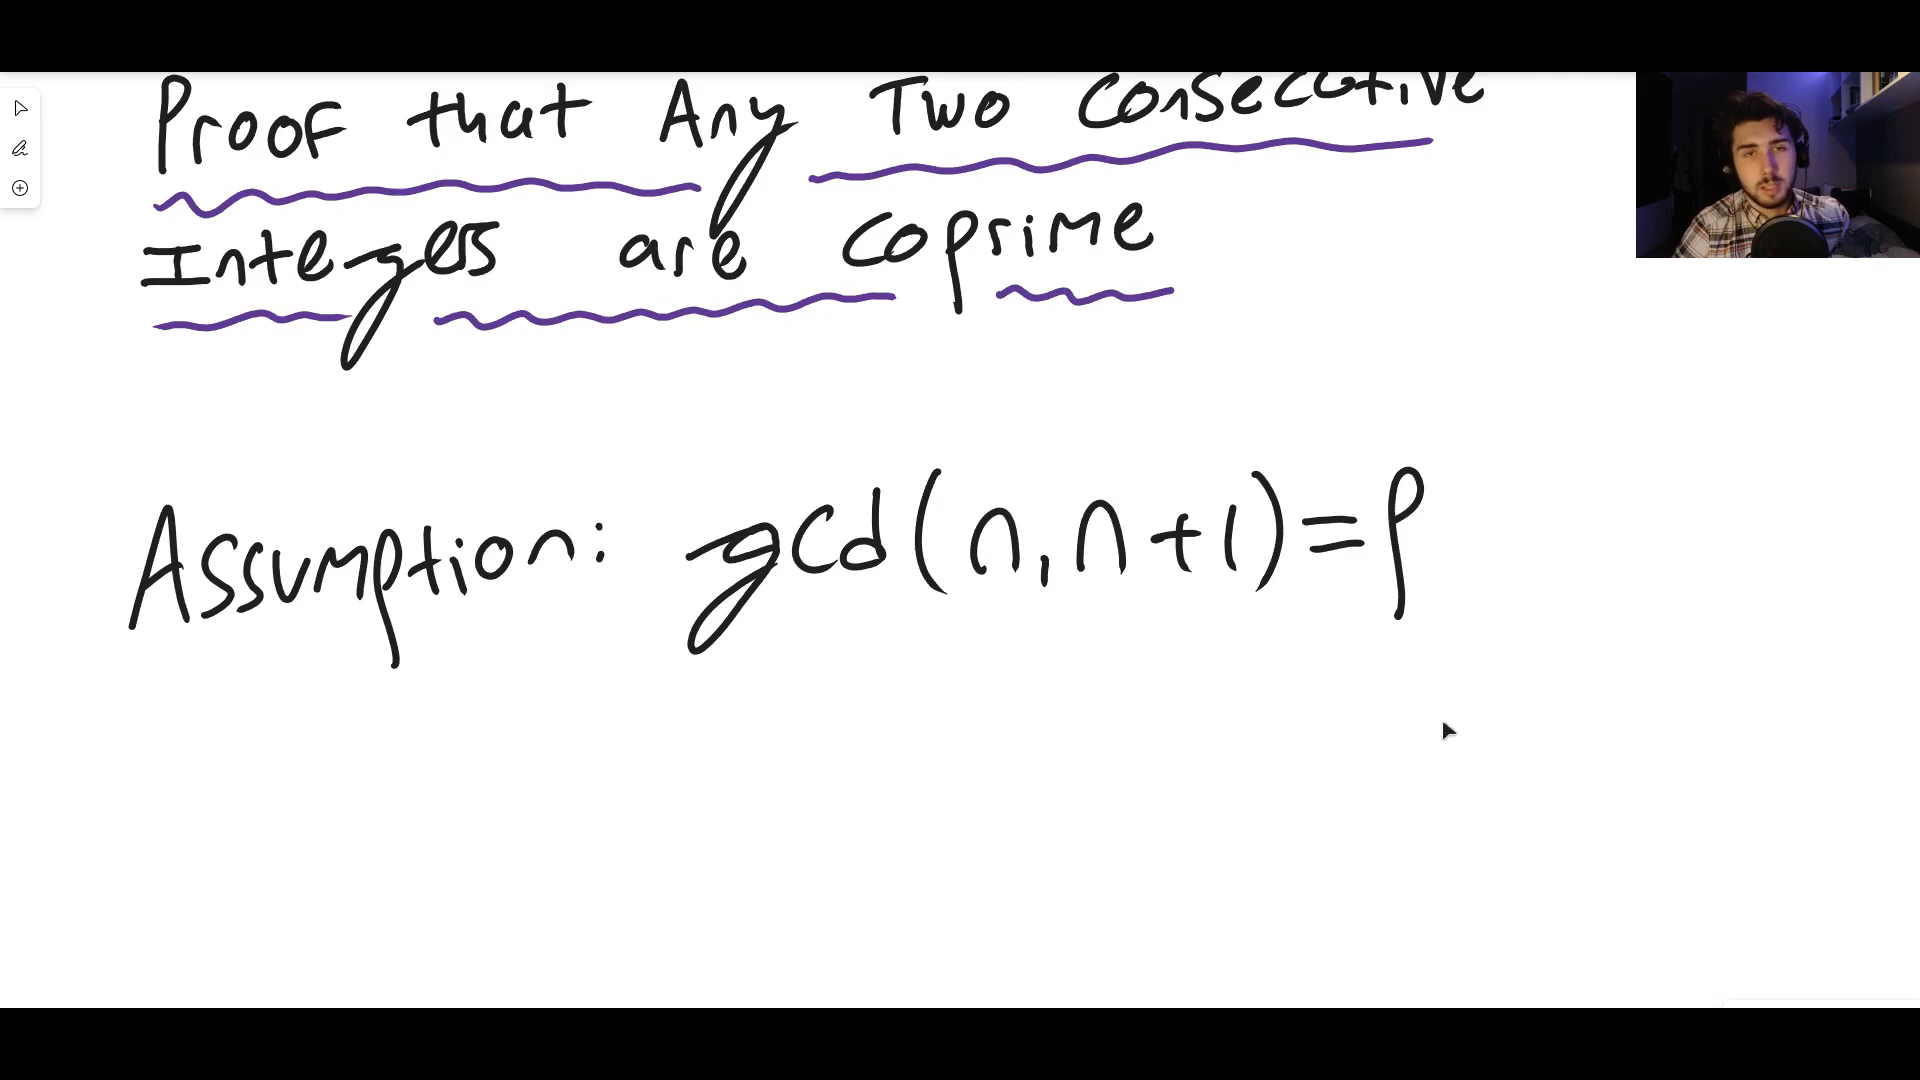 Proof that Any Two Consecutive
Integers are coprime
Assumption: gcd(n, n+1)=p